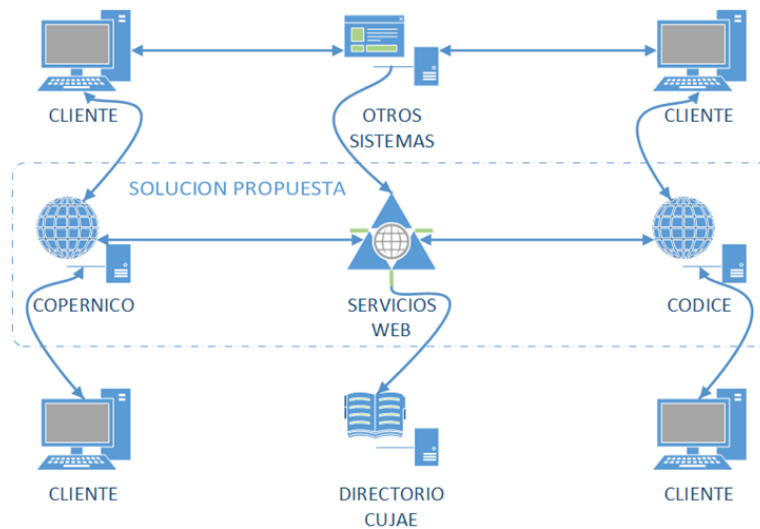 CLIENTE
OTROS
SISTEMAS
CLIENTE
SOLUCION PROPUESTA
COPERNICO
SERVICIOS
WEB
CODICE
CLIENTE
DIRECTORIO
CUJAE
CLIENTE